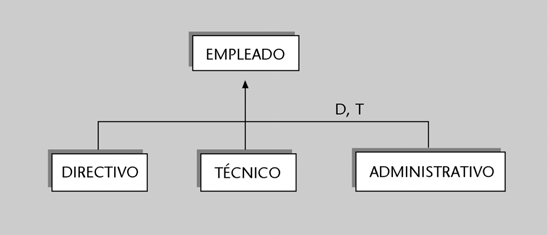 EMPLEADO
D, T
DIRECTIVO
TÉCNICO
ADMINISTRATIVO